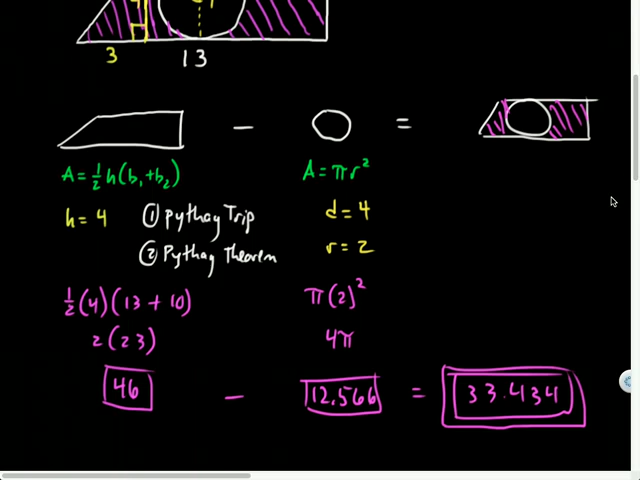 3 13
− = 
A = ½h(b₁+b₂) A = πr²
h = 4 ① Pythag Trip d = 4
② Pythag Theorem r = 2
½(4)(13 + 10) π(2)²
2(23) 4π
46 − 12.566 = 33.434